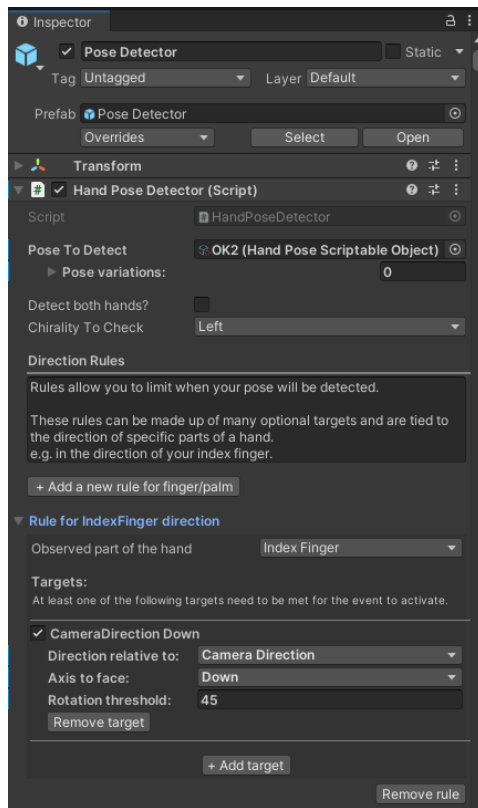 Inspector
Pose Detector
Static
Tag Untagged Layer Default
Prefab Pose Detector
Overrides Select Open
Transform
# Hand Pose Detector (Script)
Script HandPoseDetector
Pose To Detect OK2 (Hand Pose Scriptable Object)
Pose variations: 0
Detect both hands?
Chirality To Check Left
Direction Rules
Rules allow you to limit when your pose will be detected.
These rules can be made up of many optional targets and are tied to
the direction of specific parts of a hand.
e.g. in the direction of your index finger.
+ Add a new rule for finger/palm
Rule for IndexFinger direction
Observed part of the hand Index Finger
Targets:
At least one of the following targets need to be met for the event to activate.
CameraDirection Down
Direction relative to: Camera Direction
Axis to face: Down
Rotation threshold: 45
Remove target
+ Add target
Remove rule